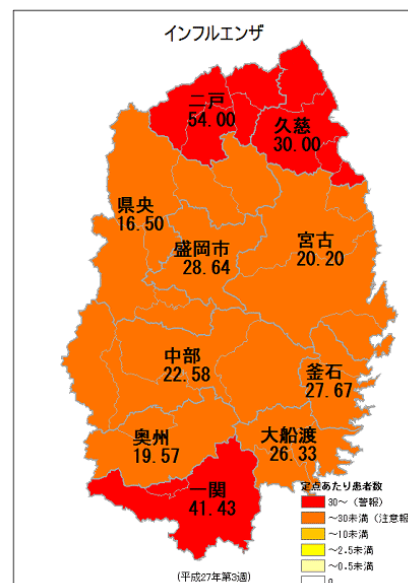 インフルエンザ
二戸
54.00
久慈
30.00
県央
16.50
盛岡市
28.64
宮古
20.20
中部
22.58
釜石
27.67
奥州
19.57
大船渡
26.33
一関
41.43
定点あたり患者数
30～（警報）
～30未満（注意報
～10未満
～2.5未満
～0.5未満
0
(平成27年第3週)